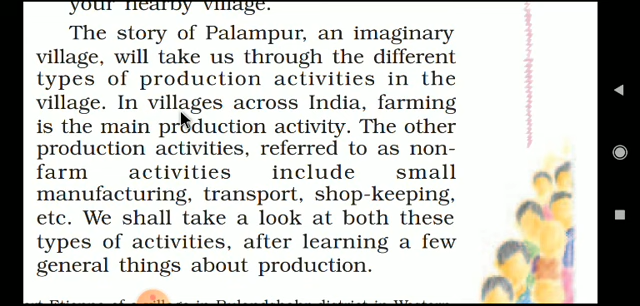 your nearby village.
The story of Palampur, an imaginary
village, will take us through the different
types of production activities in the
village. In villages across India, farming
is the main production activity. The other
production activities, referred to as non-
farm activities include small
manufacturing, transport, shop-keeping,
etc. We shall take a look at both these
types of activities, after learning a few
general things about production.